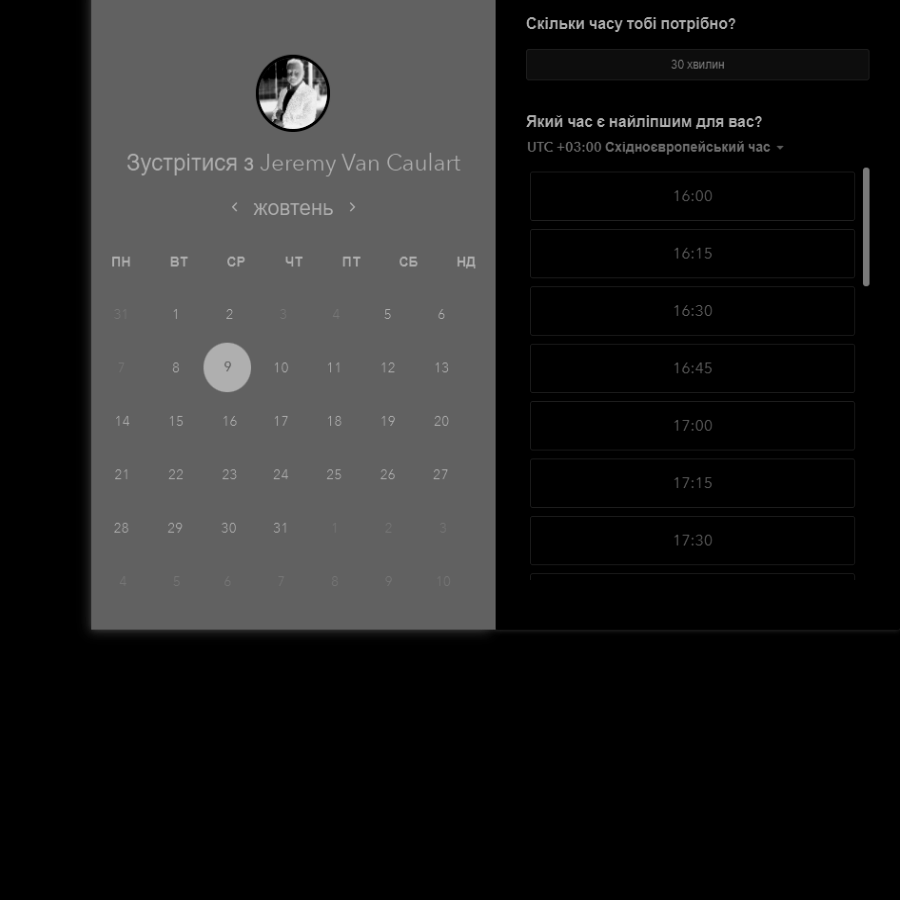 Зустрітися з Jeremy Van Caulart
жовтень
ПН ВТ СР ЧТ ПТ СБ НД
31 1 2 3 4 5 6
7 8 9 10 11 12 13
14 15 16 17 18 19 20
21 22 23 24 25 26 27
28 29 30 31 1 2 3
4 5 6 7 8 9 10
Скільки часу тобі потрібно?
30 хвилин
Який час є найліпшим для вас?
UTC +03:00 Східноєвропейський час
16:00
16:15
16:30
16:45
17:00
17:15
17:30